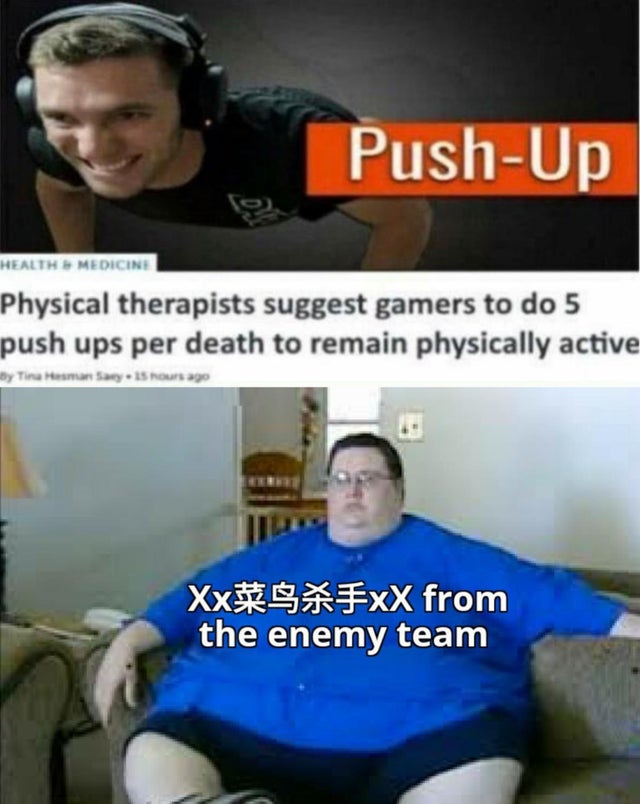 Push-Up
HEALTH & MEDICINE
Physical therapists suggest gamers to do 5
push ups per death to remain physically active
By Tina Hesman Saey • 15 hours ago
Xx菜鸟杀手xX from
the enemy team